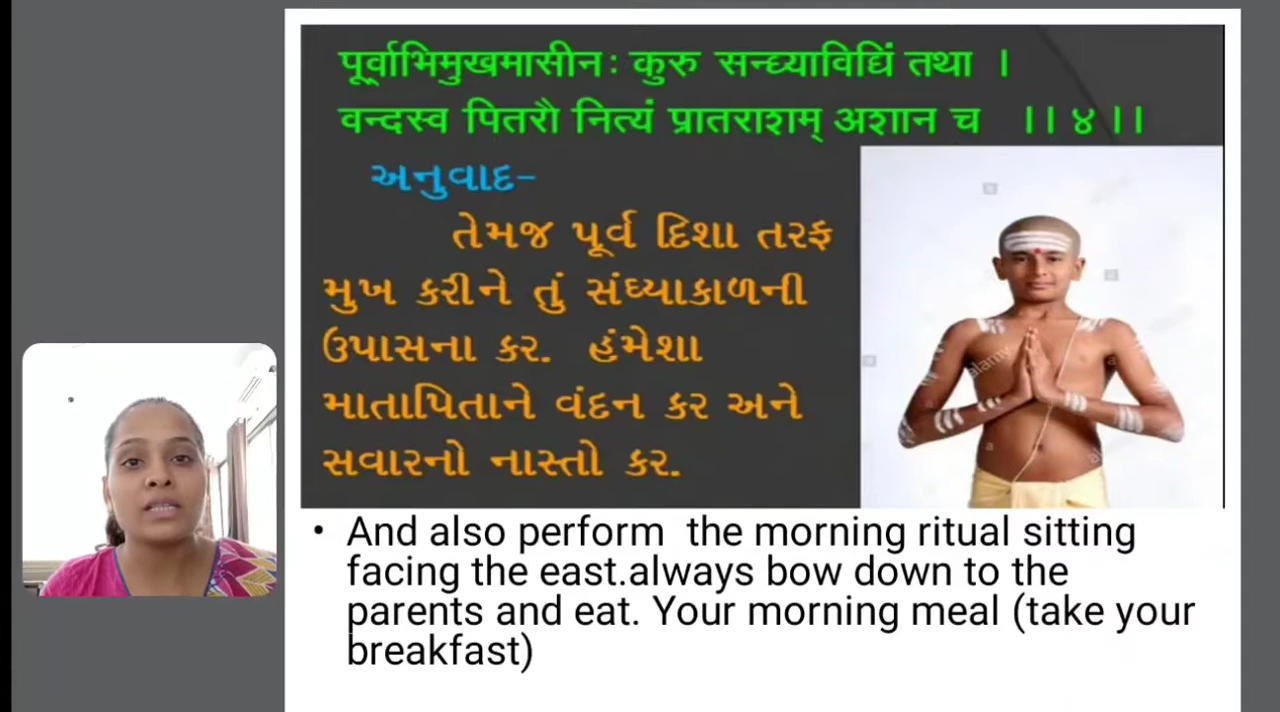 पूर्वाभिमुखमासीनः कुरु सन्ध्याविधिं तथा ।
वन्दस्व पितरौ नित्यं प्रातराशम् अशान च ।। ४ ।।
અનુવાદ-
તેમજ પૂર્વ દિશા તરફ
મુખ કરીને તું સંધ્યાકાળની
ઉપાસના કર. હંમેશા
માતાપિતાને વંદન કર અને
સવારનો નાસ્તો કર.
alamy
a
a
• And also perform the morning ritual sitting
facing the east.always bow down to the
parents and eat. Your morning meal (take your
breakfast)